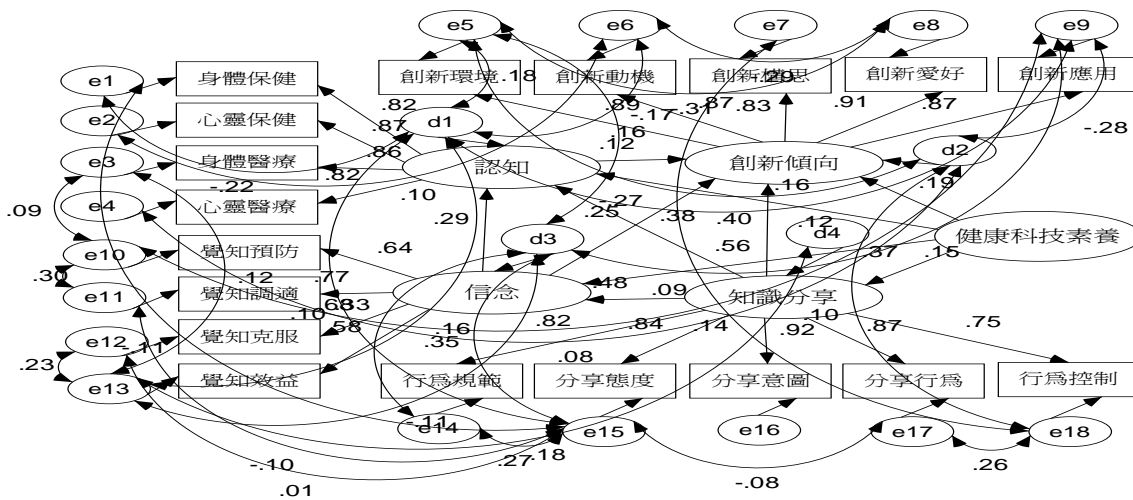 e5
e6
e7
e8
e9
e1
身體保健
創新環境
.18
創新動機
創新構思
創新愛好
創新應用
.82
.89
-.17
.31
.87
.83
.91
.87
e2
心靈保健
.87
d1
.16
-.28
e3
身體醫療
.86
.12
d2
.82
認知
創新傾向
-.22
.16
.19
e4
心靈醫療
.10
-.27
.09
.29
.25
.38
.40
.12
e10
覺知預防
.64
d3
.56
d4
健康科技素養
.37
.15
.30
.12
.77
.48
e11
覺知調適
信念
.09
知識分享
.10
.83
.58
.16
.82
.84
.14
.10
e12
覺知克服
.35
.92
.87
.75
-.11
.23
.08
e13
覺知效益
行為規範
分享態度
分享意圖
分享行為
行為控制
-.11
e14
e15
e16
e17
e18
-.10
.27
.18
.26
.01
-.08